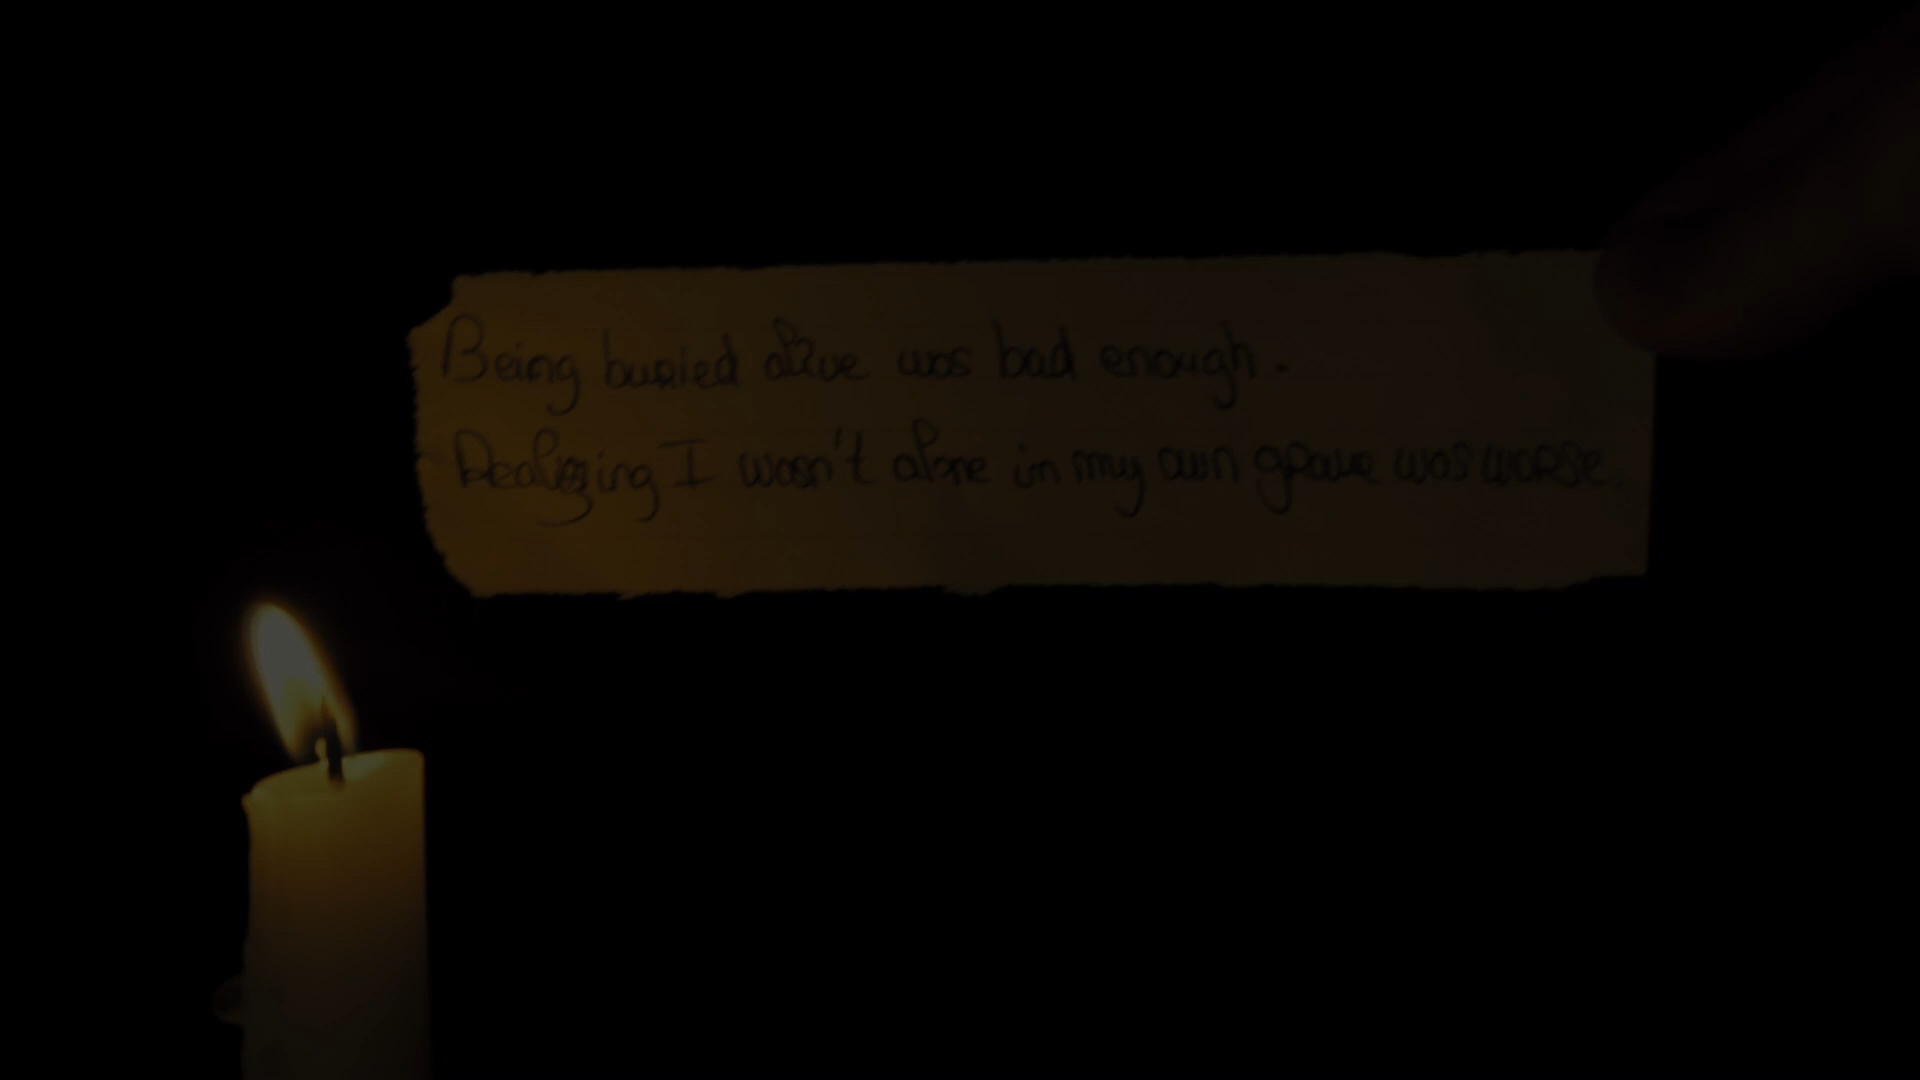 Being buried alive was bad enough.
Realizing I wasn't alone in my own grave was worse.